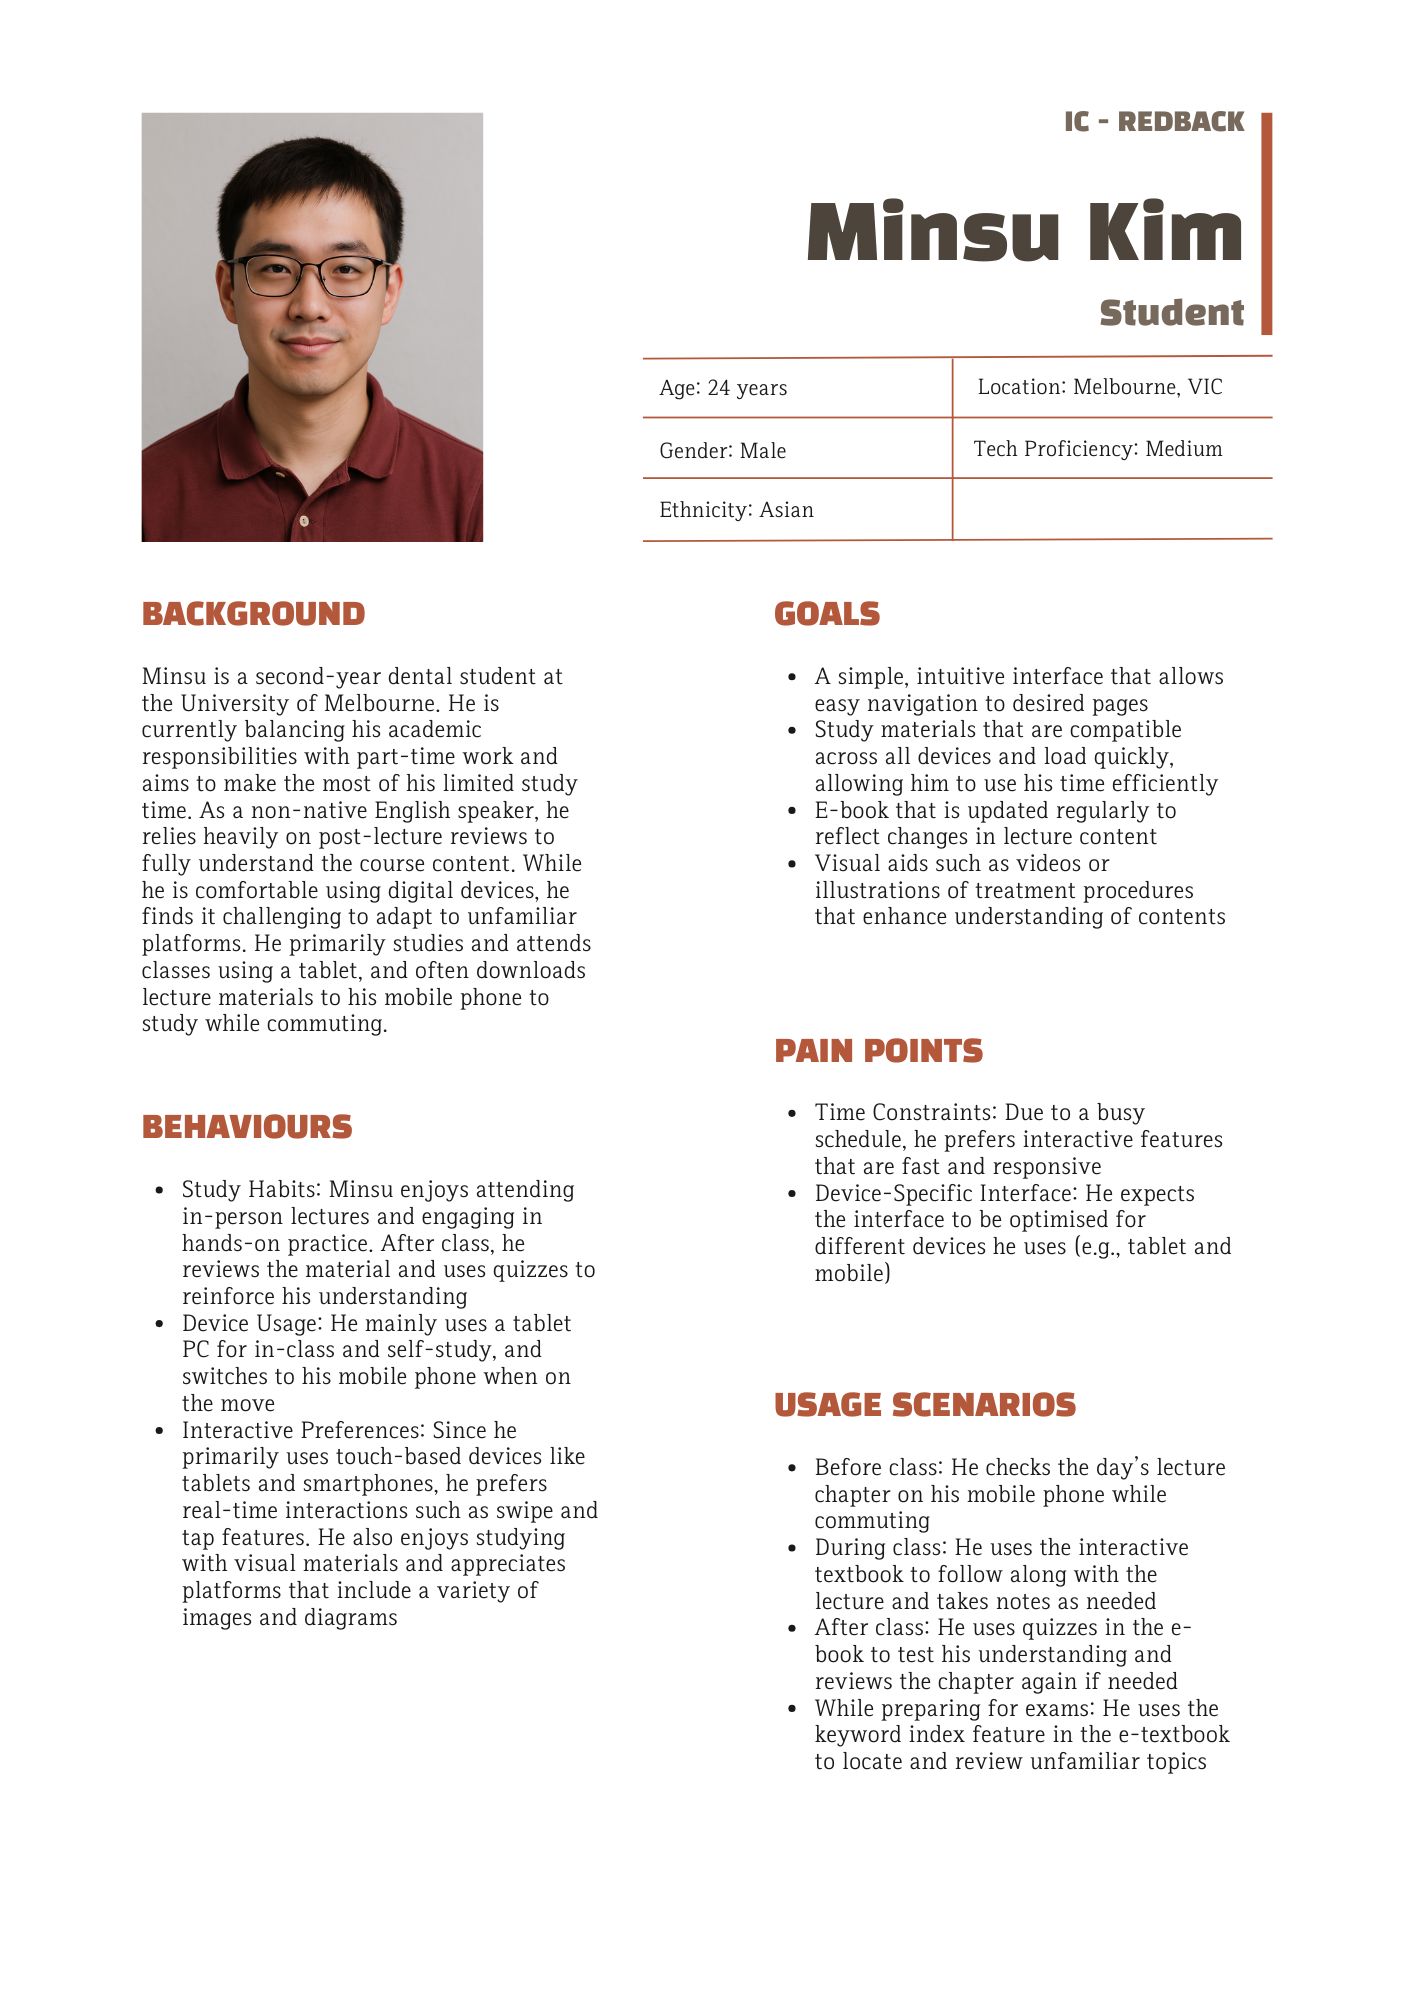 IC - REDBACK
Minsu Kim
Student
Age: 24 years
Location: Melbourne, VIC
Gender: Male
Tech Proficiency: Medium
Ethnicity: Asian
BACKGROUND
Minsu is a second-year dental student at
the University of Melbourne. He is
currently balancing his academic
responsibilities with part-time work and
aims to make the most of his limited study
time. As a non-native English speaker, he
relies heavily on post-lecture reviews to
fully understand the course content. While
he is comfortable using digital devices, he
finds it challenging to adapt to unfamiliar
platforms. He primarily studies and attends
classes using a tablet, and often downloads
lecture materials to his mobile phone to
study while commuting.
BEHAVIOURS
• Study Habits: Minsu enjoys attending
in-person lectures and engaging in
hands-on practice. After class, he
reviews the material and uses quizzes to
reinforce his understanding
• Device Usage: He mainly uses a tablet
PC for in-class and self-study, and
switches to his mobile phone when on
the move
• Interactive Preferences: Since he
primarily uses touch-based devices like
tablets and smartphones, he prefers
real-time interactions such as swipe and
tap features. He also enjoys studying
with visual materials and appreciates
platforms that include a variety of
images and diagrams
GOALS
• A simple, intuitive interface that allows
easy navigation to desired pages
• Study materials that are compatible
across all devices and load quickly,
allowing him to use his time efficiently
• E-book that is updated regularly to
reflect changes in lecture content
• Visual aids such as videos or
illustrations of treatment procedures
that enhance understanding of contents
PAIN POINTS
• Time Constraints: Due to a busy
schedule, he prefers interactive features
that are fast and responsive
• Device-Specific Interface: He expects
the interface to be optimised for
different devices he uses (e.g., tablet and
mobile)
USAGE SCENARIOS
• Before class: He checks the day’s lecture
chapter on his mobile phone while
commuting
• During class: He uses the interactive
textbook to follow along with the
lecture and takes notes as needed
• After class: He uses quizzes in the e-
book to test his understanding and
reviews the chapter again if needed
• While preparing for exams: He uses the
keyword index feature in the e-textbook
to locate and review unfamiliar topics